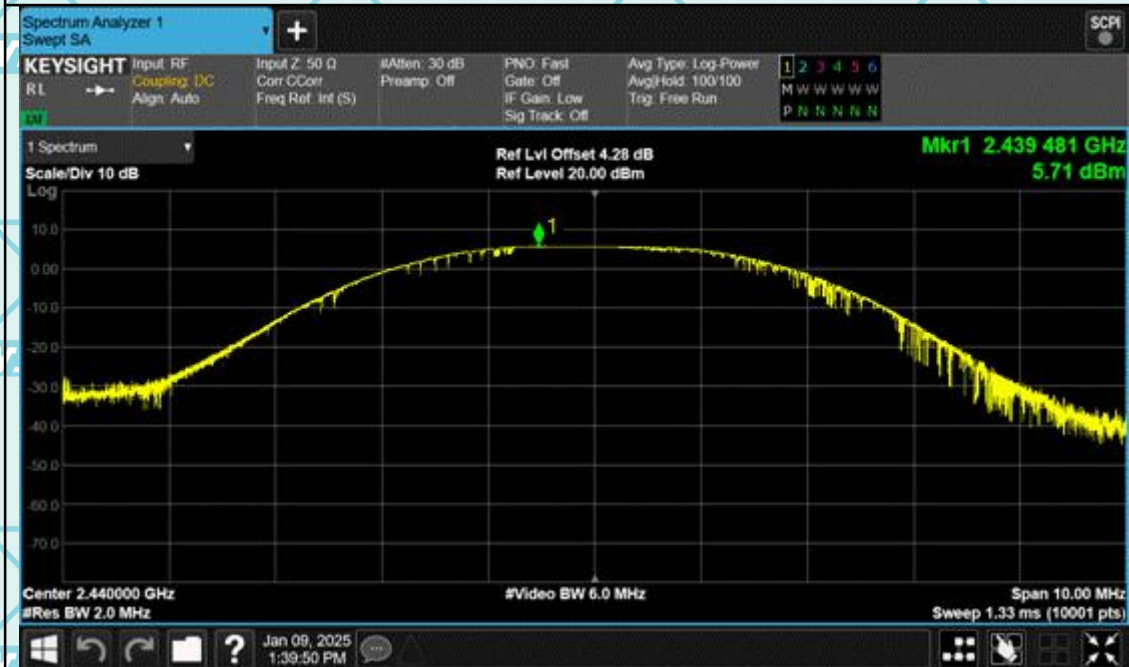 Spectrum Analyzer 1
Swept SA
+
SCPI
KEYSIGHT
RL
LXI
Input: RF
Coupling: DC
Align: Auto
Input Z: 50 Ω
Corr CCorr
Freq Ref: Int (S)
#Atten: 30 dB
Preamp: Off
PNO: Fast
Gate: Off
IF Gain: Low
Sig Track: Off
Avg Type: Log-Power
Avg|Hold: 100/100
Trig: Free Run
1 2 3 4 5 6
M W W W W W
P N N N N N
1 Spectrum
Scale/Div 10 dB
Log
Ref Lvl Offset 4.28 dB
Ref Level 20.00 dBm
Mkr1 2.439 481 GHz
5.71 dBm
1
10.0
0.00
-10.0
-20.0
-30.0
-40.0
-50.0
-60.0
-70.0
Center 2.440000 GHz
#Res BW 2.0 MHz
#Video BW 6.0 MHz
Span 10.00 MHz
Sweep 1.33 ms (10001 pts)
?
Jan 09, 2025
1:39:50 PM